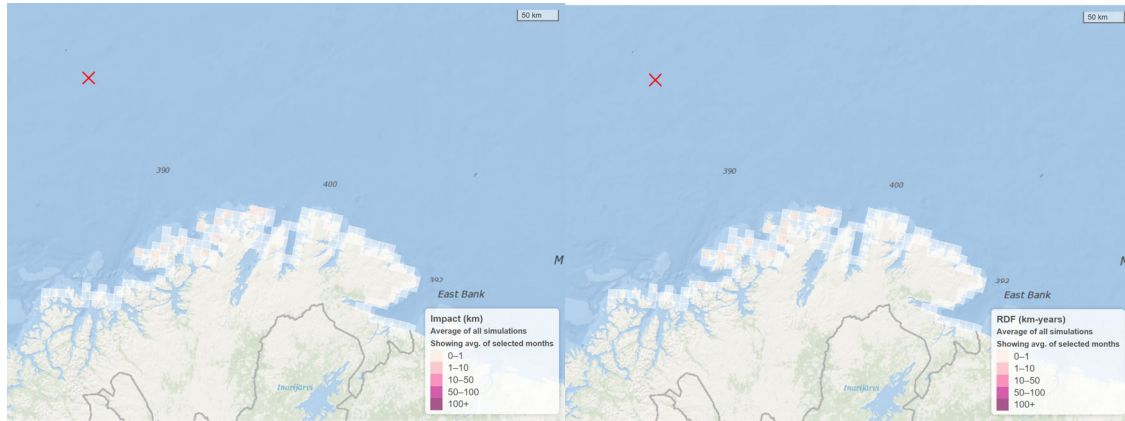 50 km
390
400
M
392
East Bank
Inarijärvi
Impact (km)
Average of all simulations
Showing avg. of selected months
0–1
1–10
10–50
50–100
100+
50 km
390
400
M
392
East Bank
Inarijärvi
RDF (km-years)
Average of all simulations
Showing avg. of selected months
0–1
1–10
10–50
50–100
100+